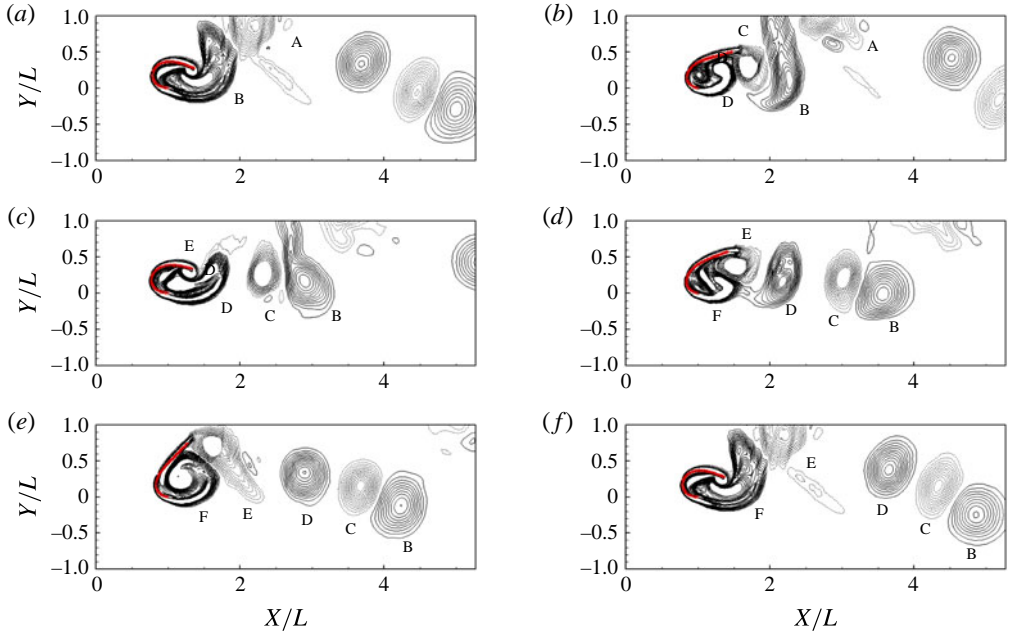 (a) (b)
1.0 1.0
A C
0.5 0.5 A
Y/L 0 0
B D B
–0.5 –0.5
–1.0 –1.0
0 2 4 0 2 4
(c) (d)
1.0 1.0
E E
0.5 0.5
D
Y/L 0 0
D C B F D C B
–0.5 –0.5
–1.0 –1.0
0 2 4 0 2 4
(e) (f)
1.0 1.0
0.5 0.5 E
Y/L 0 0
F E D C B F D C B
–0.5 –0.5
–1.0 –1.0
0 2 4 0 2 4
X/L X/L